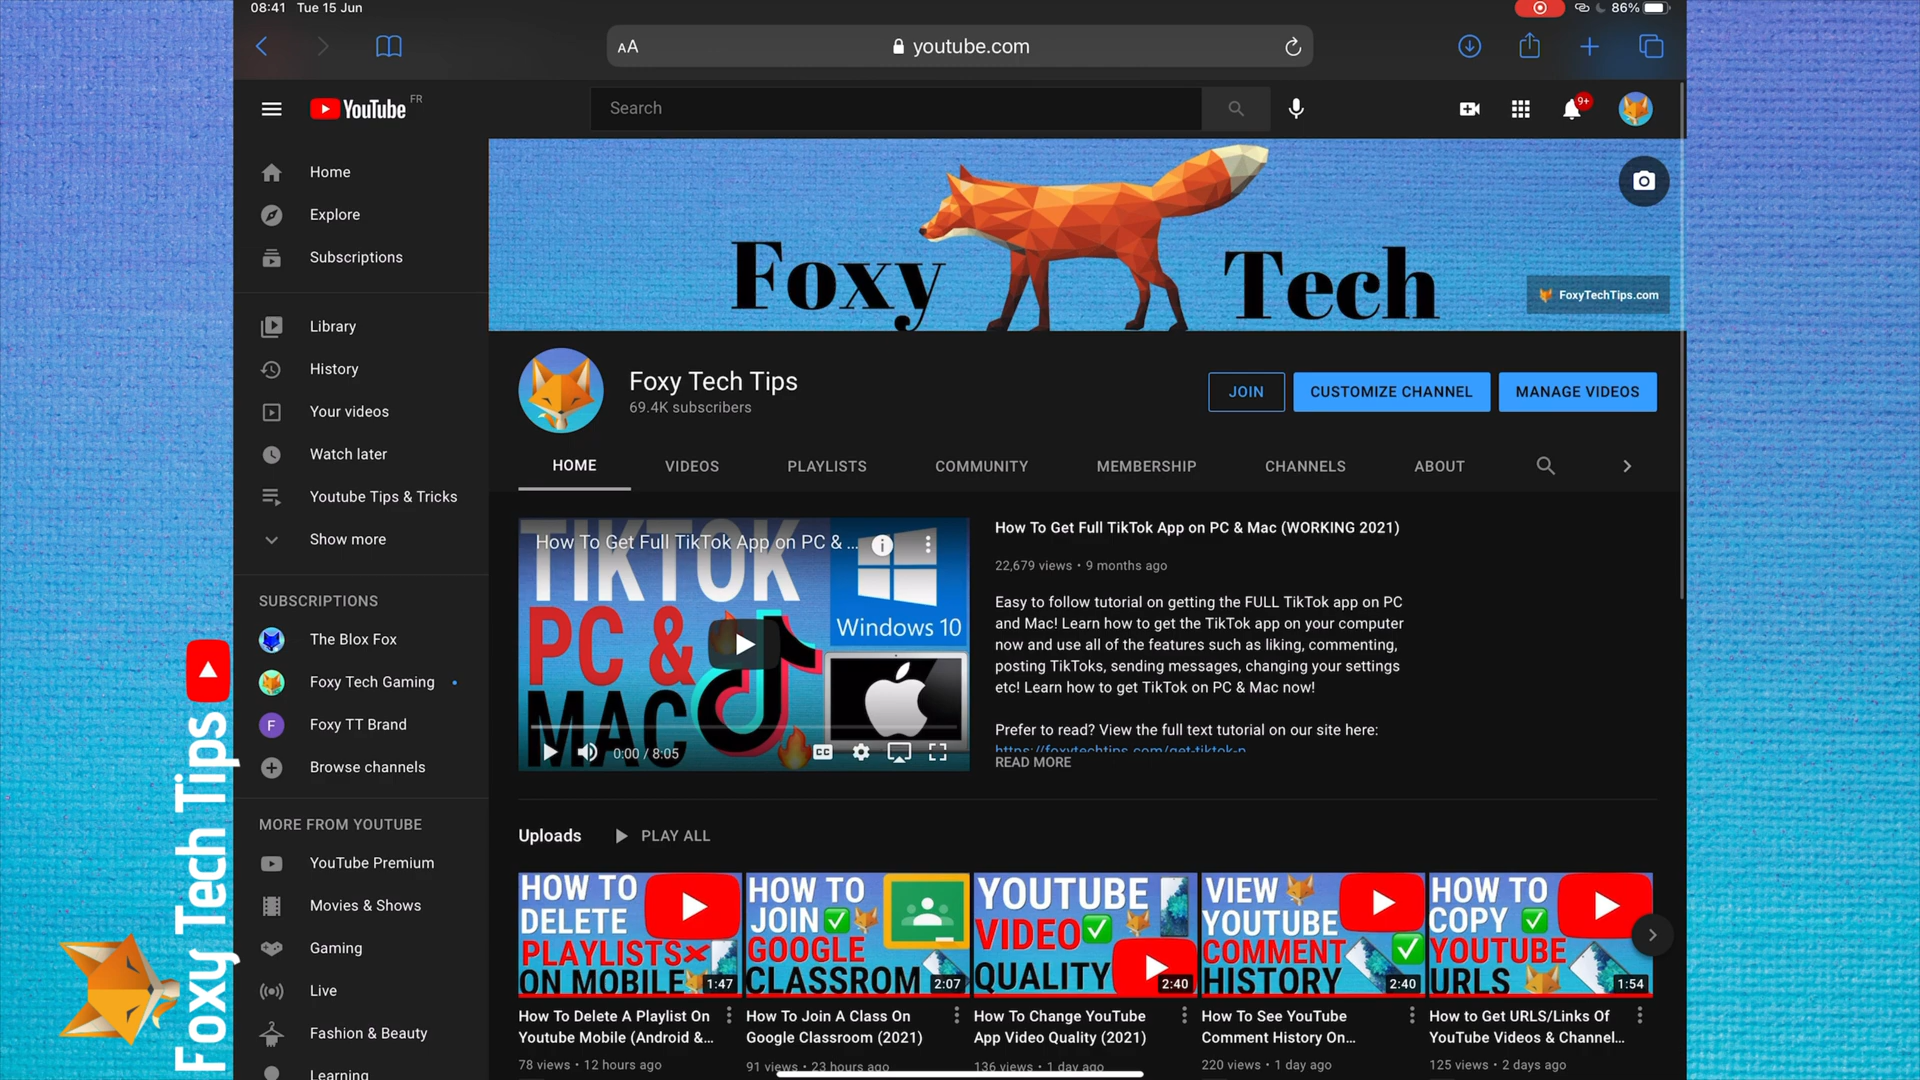 08:41 Tue 15 Jun
86%
AA
youtube.com
YouTube FR
Search
9+
Home
Explore
Subscriptions
Library
History
Your videos
Watch later
Youtube Tips & Tricks
Show more
SUBSCRIPTIONS
The Blox Fox
Foxy Tech Gaming
F
Foxy TT Brand
Browse channels
MORE FROM YOUTUBE
YouTube Premium
Movies & Shows
Gaming
Live
Fashion & Beauty
Learning
Foxy Tech
FoxyTechTips.com
Foxy Tech Tips
69.4K subscribers
JOIN
CUSTOMIZE CHANNEL
MANAGE VIDEOS
HOME
VIDEOS
PLAYLISTS
COMMUNITY
MEMBERSHIP
CHANNELS
ABOUT
How To Get Full TikTok App on PC & ...
TIKTOK
PC &
MAC
Windows 10
0:00 / 8:05
CC
How To Get Full TikTok App on PC & Mac (WORKING 2021)
22,679 views • 9 months ago
Easy to follow tutorial on getting the FULL TikTok app on PC
and Mac! Learn how to get the TikTok app on your computer
now and use all of the features such as liking, commenting,
posting TikToks, sending messages, changing your settings
etc! Learn how to get TikTok on PC & Mac now!
Prefer to read? View the full text tutorial on our site here:
https://foxytechtips.com/get-tiktok-p
READ MORE
Uploads
PLAY ALL
HOW TO
DELETE
PLAYLISTS
ON MOBILE
1:47
How To Delete A Playlist On
Youtube Mobile (Android &...
78 views • 12 hours ago
HOW TO
JOIN
GOOGLE
CLASSROM
2:07
How To Join A Class On
Google Classroom (2021)
91 views • 23 hours ago
YOUTUBE
VIDEO
QUALITY
2:40
How To Change YouTube
App Video Quality (2021)
136 views • 1 day ago
VIEW
YOUTUBE
COMMENT
HISTORY
2:40
How To See YouTube
Comment History On...
220 views • 1 day ago
HOW TO
COPY
YOUTUBE
URLS
1:54
How to Get URLS/Links Of
YouTube Videos & Channel...
125 views • 2 days ago
Foxy Tech Tips